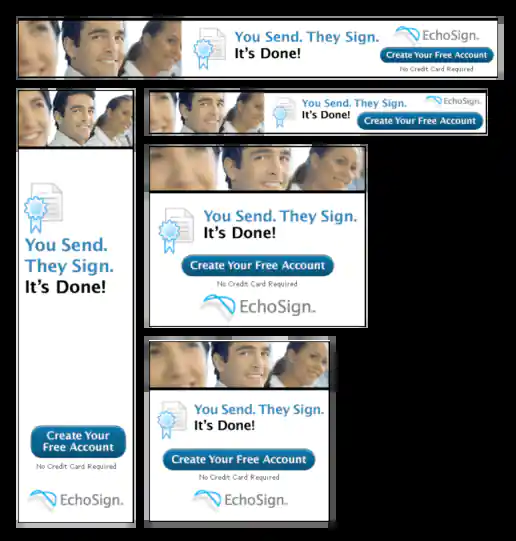 You Send. They Sign.
It's Done!
EchoSign.
Create Your Free Account
No Credit Card Required
You Send. They Sign.
It's Done!
EchoSign.
Create Your Free Account
You Send.
They Sign.
It's Done!
Create Your
Free Account
No Credit Card Required
EchoSign.
You Send. They Sign.
It's Done!
Create Your Free Account
No Credit Card Required
EchoSign.
You Send. They Sign.
It's Done!
Create Your Free Account
No Credit Card Required
EchoSign.